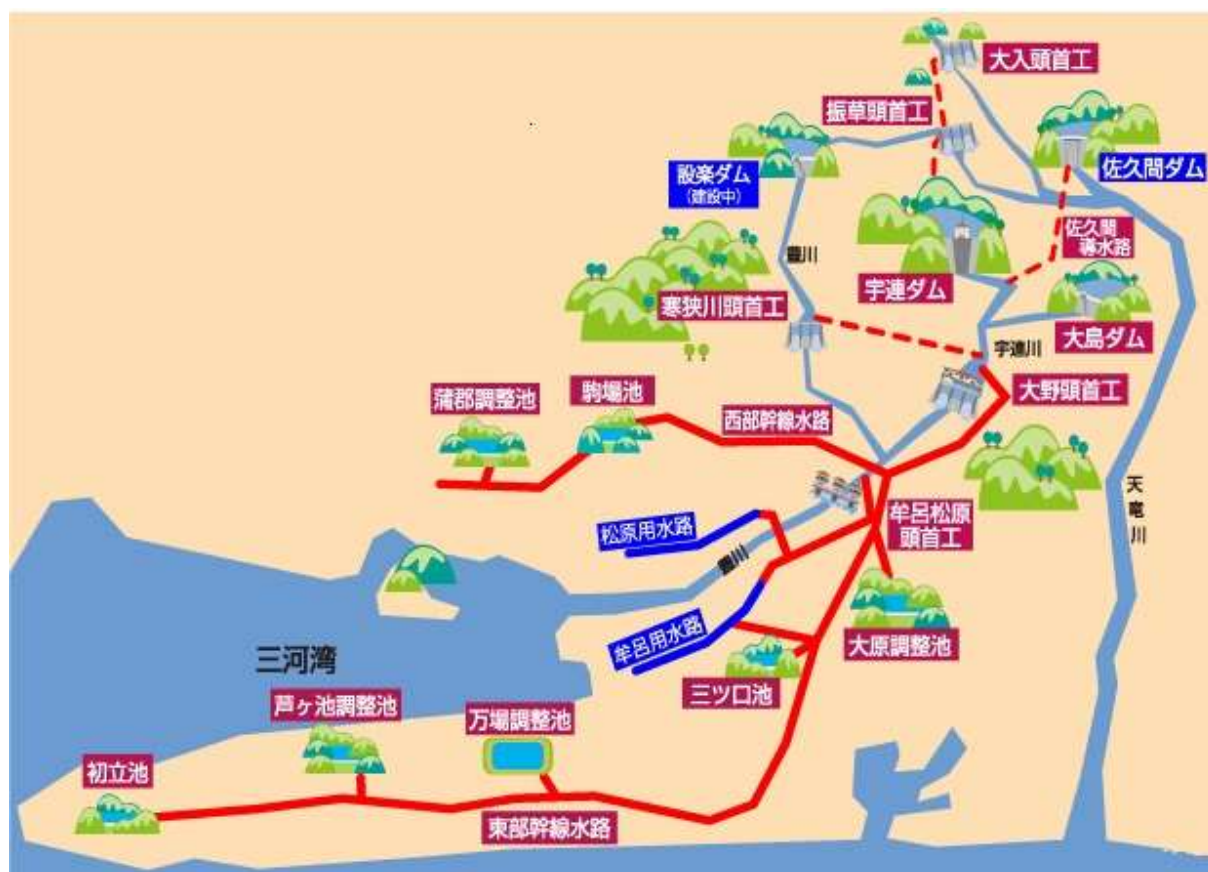 大入頭首工
振草頭首工
設楽ダム
(建設中)
佐久間ダム
佐久間
導水路
豊川
宇連ダム
寒狭川頭首工
大島ダム
宇連川
大野頭首工
蒲郡調整池
駒場池
西部幹線水路
天竜川
牟呂松原
頭首工
松原用水路
豊川
牟呂用水路
大原調整池
三河湾
三ツ口池
芦ヶ池調整池
万場調整池
初立池
東部幹線水路